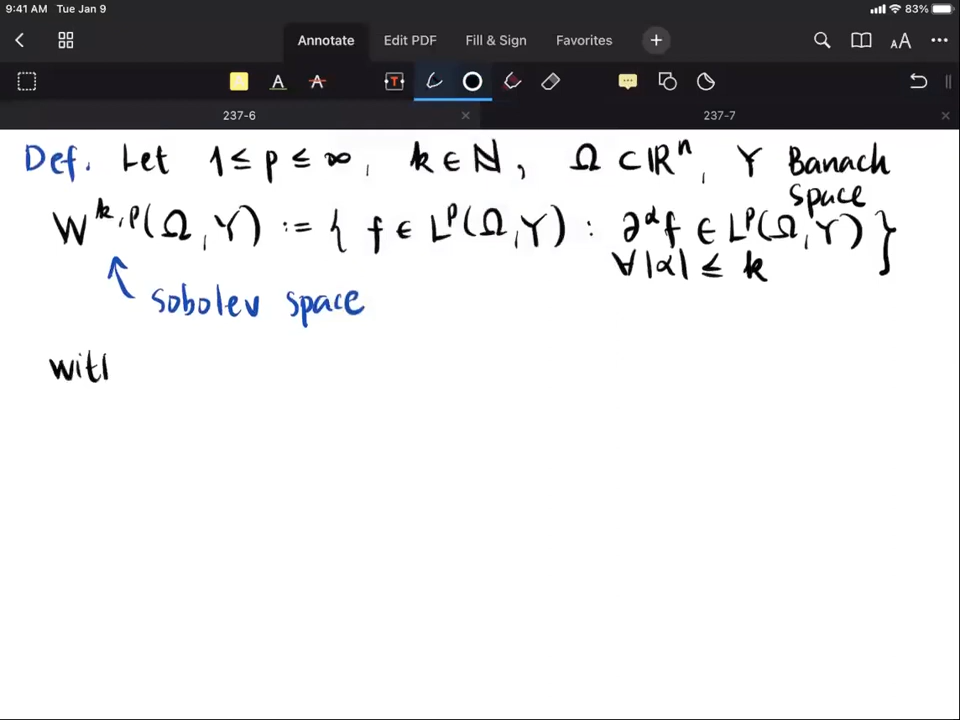 9:41 AM Tue Jan 9 83%
Annotate Edit PDF Fill & Sign Favorites
237-6 237-7
Def. Let 1 ≤ p ≤ ∞, k ∈ ℕ, Ω ⊂ ℝⁿ, Y Banach
space
W^{k,p}(Ω,Y) := { f ∈ L^p(Ω,Y) : ∂^α f ∈ L^p(Ω,Y) }
∀ |α| ≤ k
sobolev space
witl